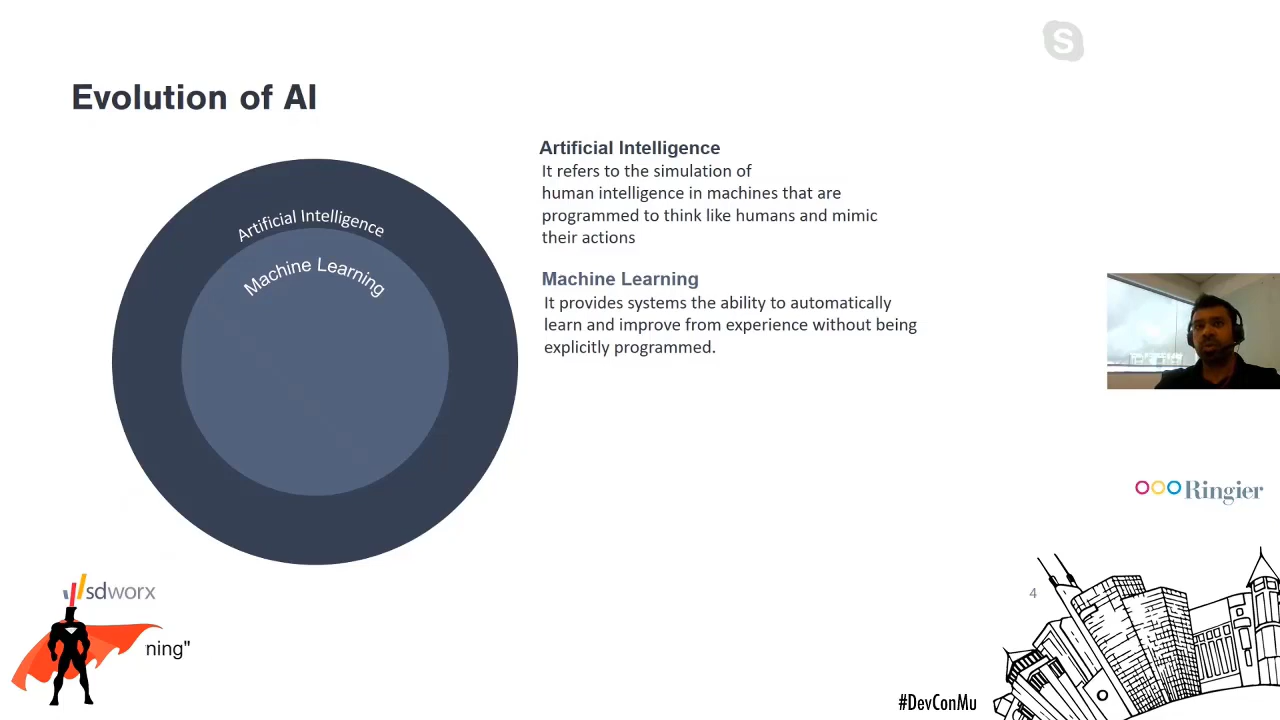 S
Evolution of AI
Artificial Intelligence
Machine Learning
Artificial Intelligence
It refers to the simulation of
human intelligence in machines that are
programmed to think like humans and mimic
their actions
Machine Learning
It provides systems the ability to automatically
learn and improve from experience without being
explicitly programmed.
Ringier
sdworx
ning"
4
#DevConMu